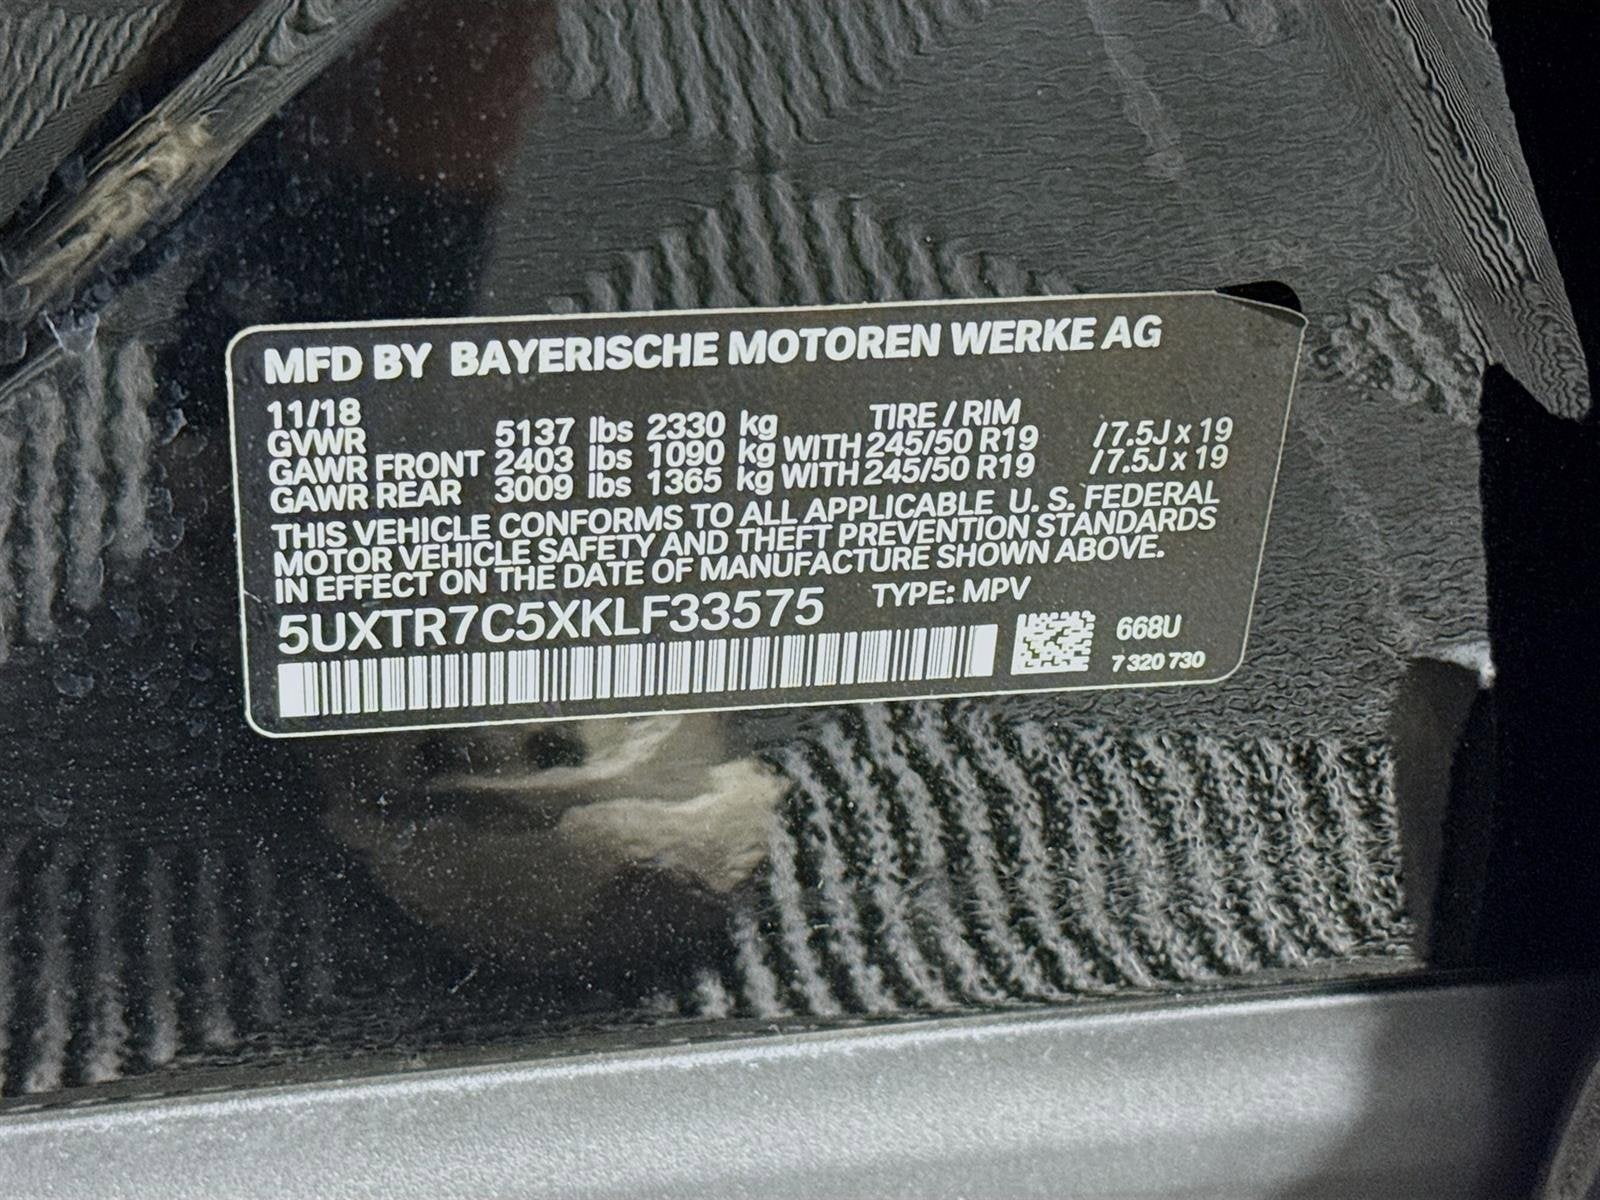 MFD BY BAYERISCHE MOTOREN WERKE AG
11/18 TIRE / RIM
GVWR 5137 lbs 2330 kg
GAWR FRONT 2403 lbs 1090 kg WITH 245/50 R19 / 7.5J x 19
GAWR REAR 3009 lbs 1365 kg WITH 245/50 R19 / 7.5J x 19
THIS VEHICLE CONFORMS TO ALL APPLICABLE U. S. FEDERAL
MOTOR VEHICLE SAFETY AND THEFT PREVENTION STANDARDS
IN EFFECT ON THE DATE OF MANUFACTURE SHOWN ABOVE.
5UXTR7C5XKLF33575 TYPE: MPV
668U
7 320 730